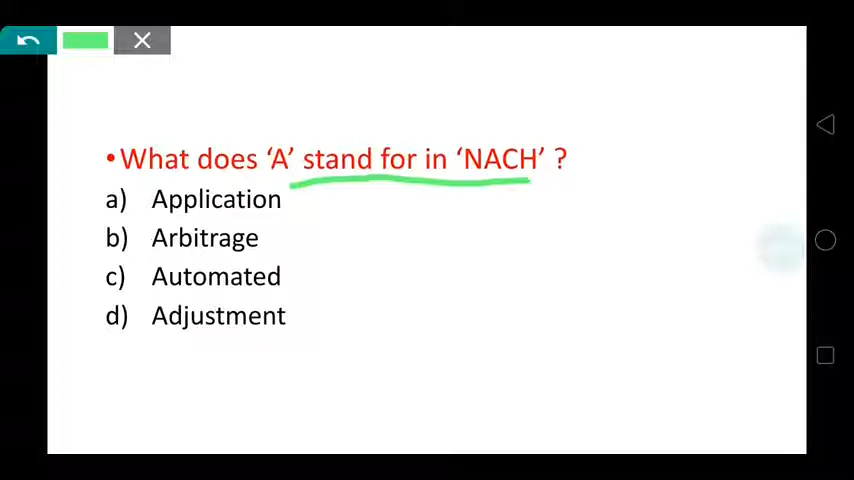 •What does ‘A’ stand for in ‘NACH’ ?
a) Application
b) Arbitrage
c) Automated
d) Adjustment